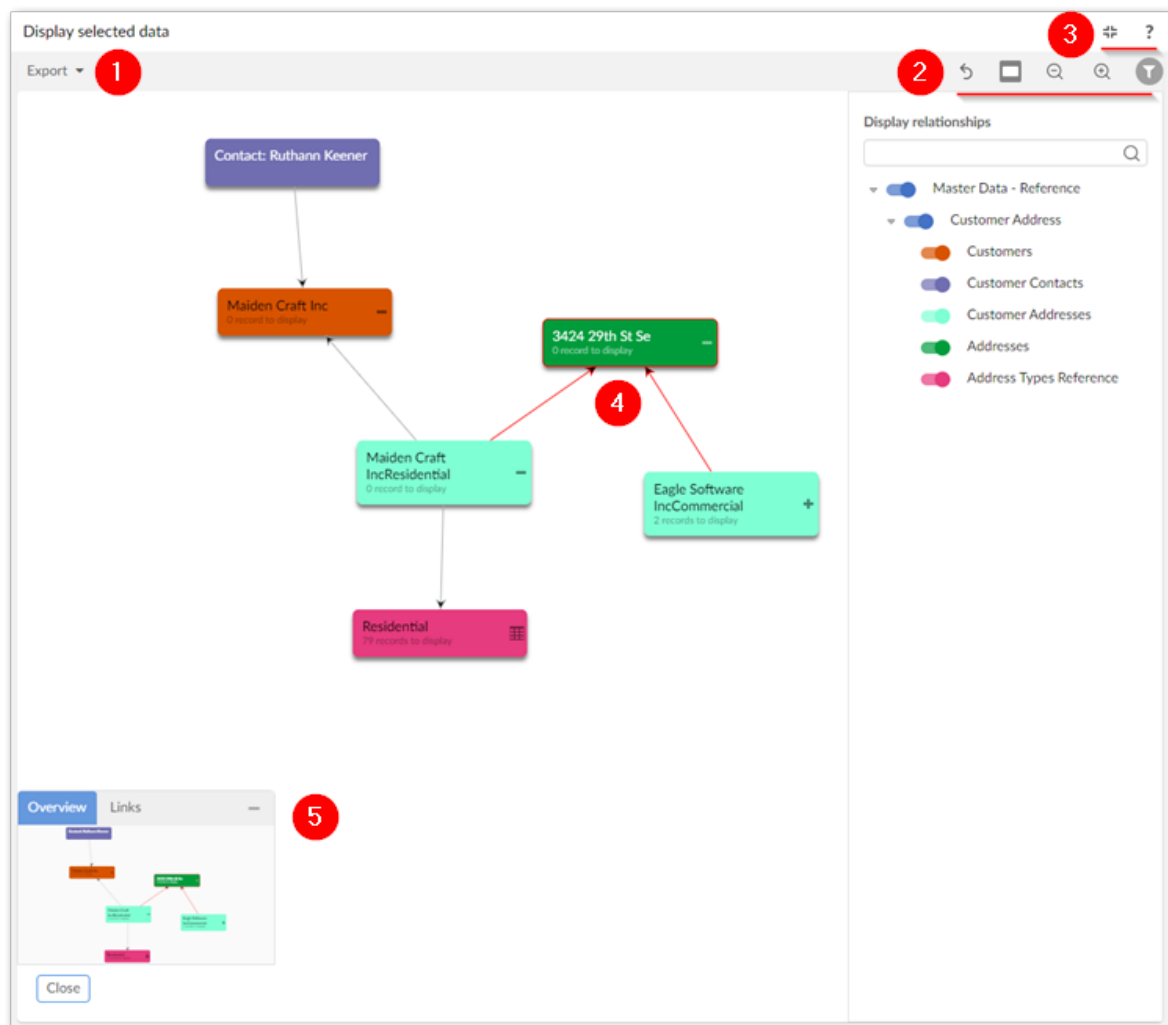 Display selected data
3
?
Export
1
2
Contact: Ruthann Keener
Maiden Craft Inc
0 record to display
3424 29th St Se
0 record to display
4
Maiden Craft
IncResidential
0 record to display
Eagle Software
IncCommercial
2 records to display
Residential
79 records to display
Display relationships
Master Data - Reference
Customer Address
Customers
Customer Contacts
Customer Addresses
Addresses
Address Types Reference
Overview
Links
5
Close